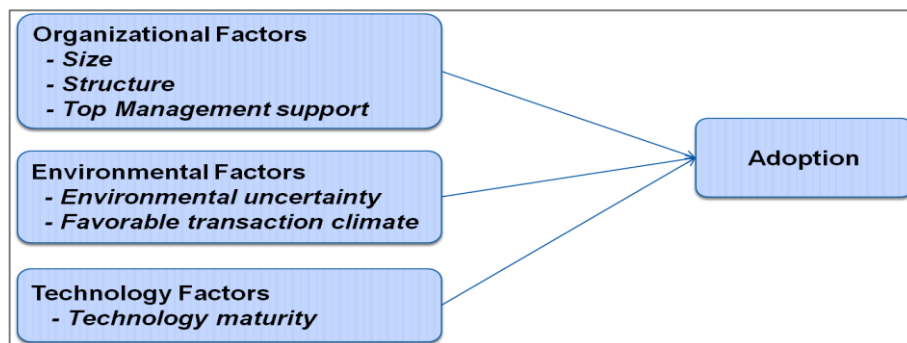 Organizational Factors
- Size
- Structure
- Top Management support
Environmental Factors
- Environmental uncertainty
- Favorable transaction climate
Technology Factors
- Technology maturity
Adoption